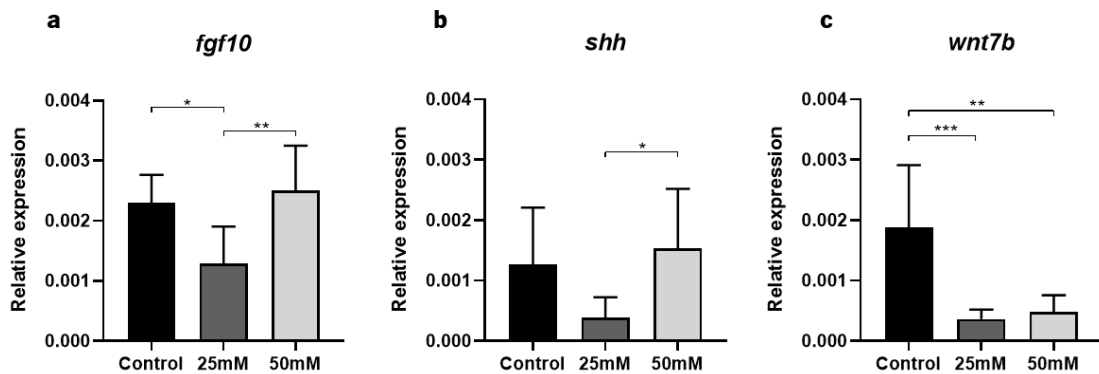 a
fgf10
Relative expression
0.004
0.003
0.002
0.001
0.000
*
**
Control 25mM 50mM
b
shh
Relative expression
0.004
0.003
0.002
0.001
0.000
*
Control 25mM 50mM
c
wnt7b
Relative expression
0.004
0.003
0.002
0.001
0.000
**
***
Control 25mM 50mM